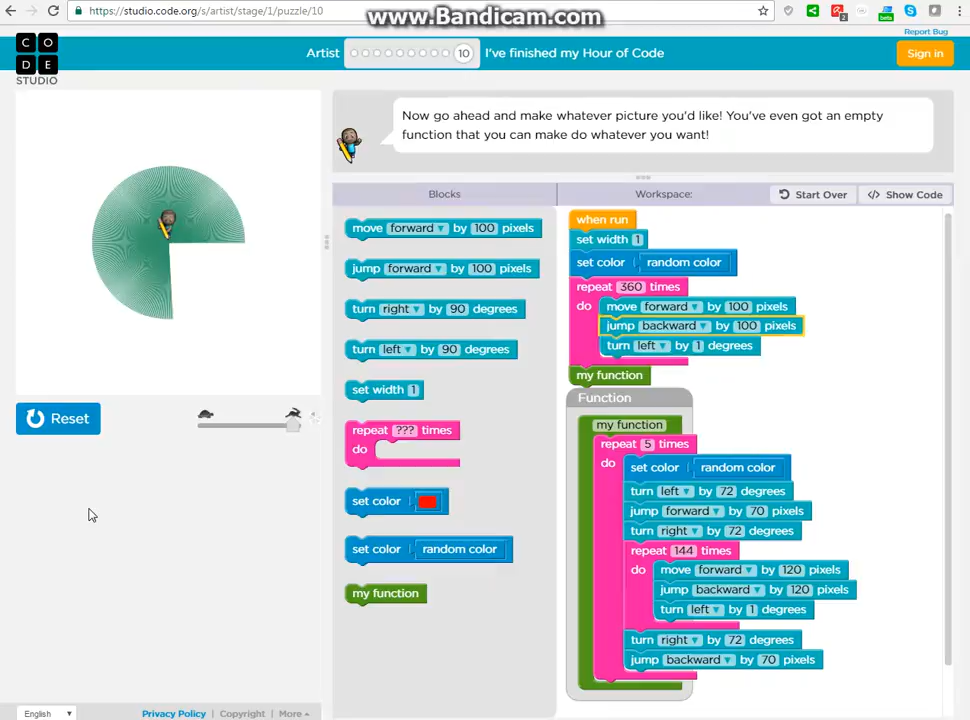 www.Bandicam.com
https://studio.code.org/s/artist/stage/1/puzzle/10
2
beta
Report Bug
C O
D E
STUDIO
Artist
10
I've finished my Hour of Code
Sign in
Now go ahead and make whatever picture you'd like! You've even got an empty
function that you can make do whatever you want!
Blocks
Workspace:
Start Over
</> Show Code
move forward by 100 pixels
jump forward by 100 pixels
turn right by 90 degrees
turn left by 90 degrees
set width 1
repeat ??? times
do
set color
set color random color
my function
when run
set width 1
set color random color
repeat 360 times
do move forward by 100 pixels
jump backward by 100 pixels
turn left by 1 degrees
my function
Function
my function
repeat 5 times
do set color random color
turn left by 72 degrees
jump forward by 70 pixels
turn right by 72 degrees
repeat 144 times
do move forward by 120 pixels
jump backward by 120 pixels
turn left by 1 degrees
turn right by 72 degrees
jump backward by 70 pixels
Reset
English
Privacy Policy | Copyright | More